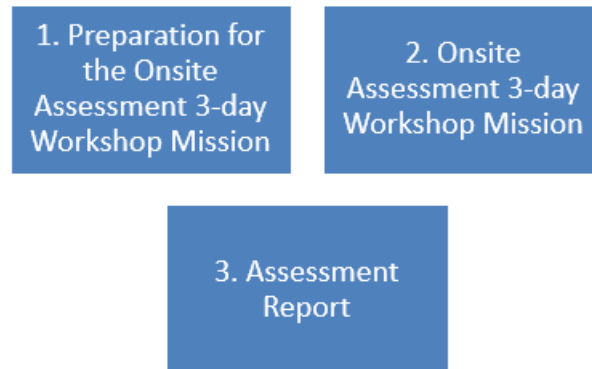 1. Preparation for
the Onsite
Assessment 3-day
Workshop Mission
2. Onsite
Assessment 3-day
Workshop Mission
3. Assessment
Report